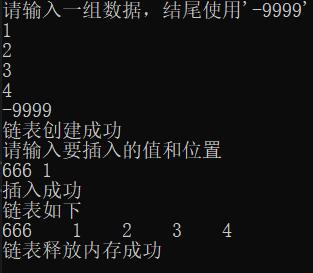 请输入一组数据，结尾使用'-9999'
1
2
3
4
-9999
链表创建成功
请输入要插入的值和位置
666 1
插入成功
链表如下
666    1    2    3    4
链表释放内存成功